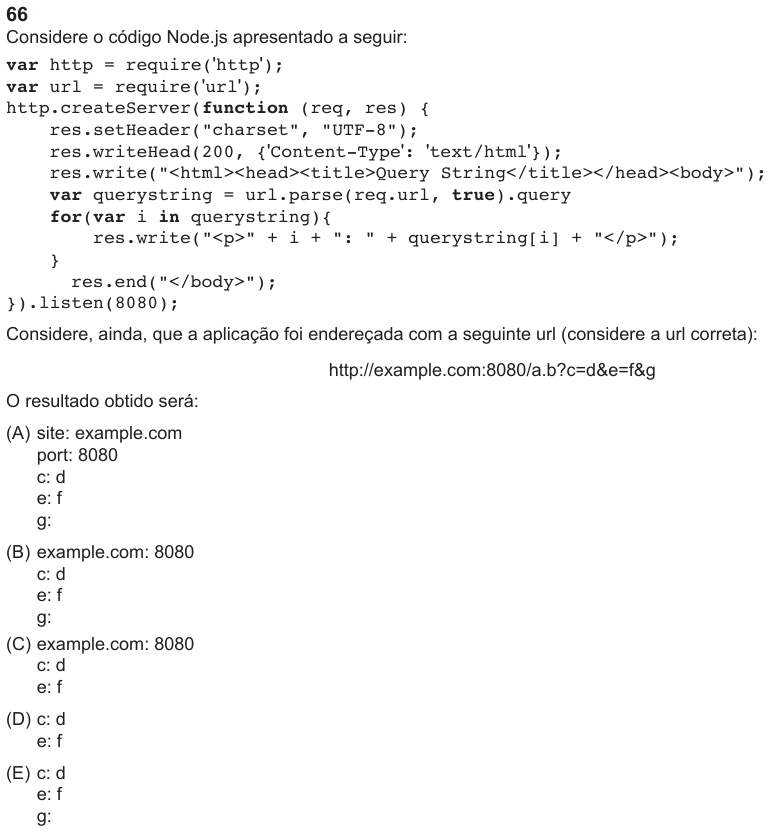 66
Considere o código Node.js apresentado a seguir:
var http = require('http');
var url = require('url');
http.createServer(function (req, res) {
    res.setHeader("charset", "UTF-8");
    res.writeHead(200, {'Content-Type': 'text/html'});
    res.write("<html><head><title>Query String</title></head><body>");
    var querystring = url.parse(req.url, true).query
    for(var i in querystring){
        res.write("<p>" + i + ": " + querystring[i] + "</p>");
    }
      res.end("</body>");
}).listen(8080);
Considere, ainda, que a aplicação foi endereçada com a seguinte url (considere a url correta):
http://example.com:8080/a.b?c=d&e=f&g
O resultado obtido será:
(A) site: example.com
port: 8080
c: d
e: f
g:
(B) example.com: 8080
c: d
e: f
g:
(C) example.com: 8080
c: d
e: f
(D) c: d
e: f
(E) c: d
e: f
g: